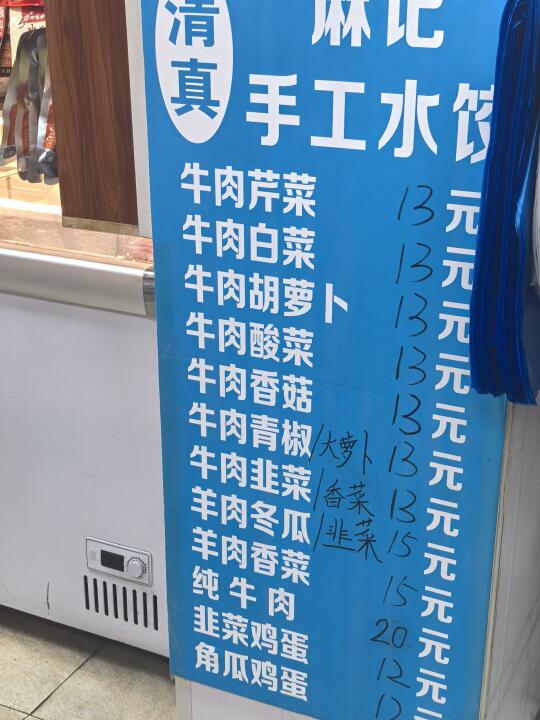 清真
麻记
手工水饺
牛肉芹菜 13元
牛肉白菜 13元
牛肉胡萝卜 13元
牛肉酸菜 13元
牛肉香菇 13元
牛肉青椒/大萝卜 13元
牛肉韭菜/香菜 13元
羊肉冬瓜/韭菜 15元
羊肉香菜 15元
纯牛肉 20元
韭菜鸡蛋 12元
角瓜鸡蛋 12元